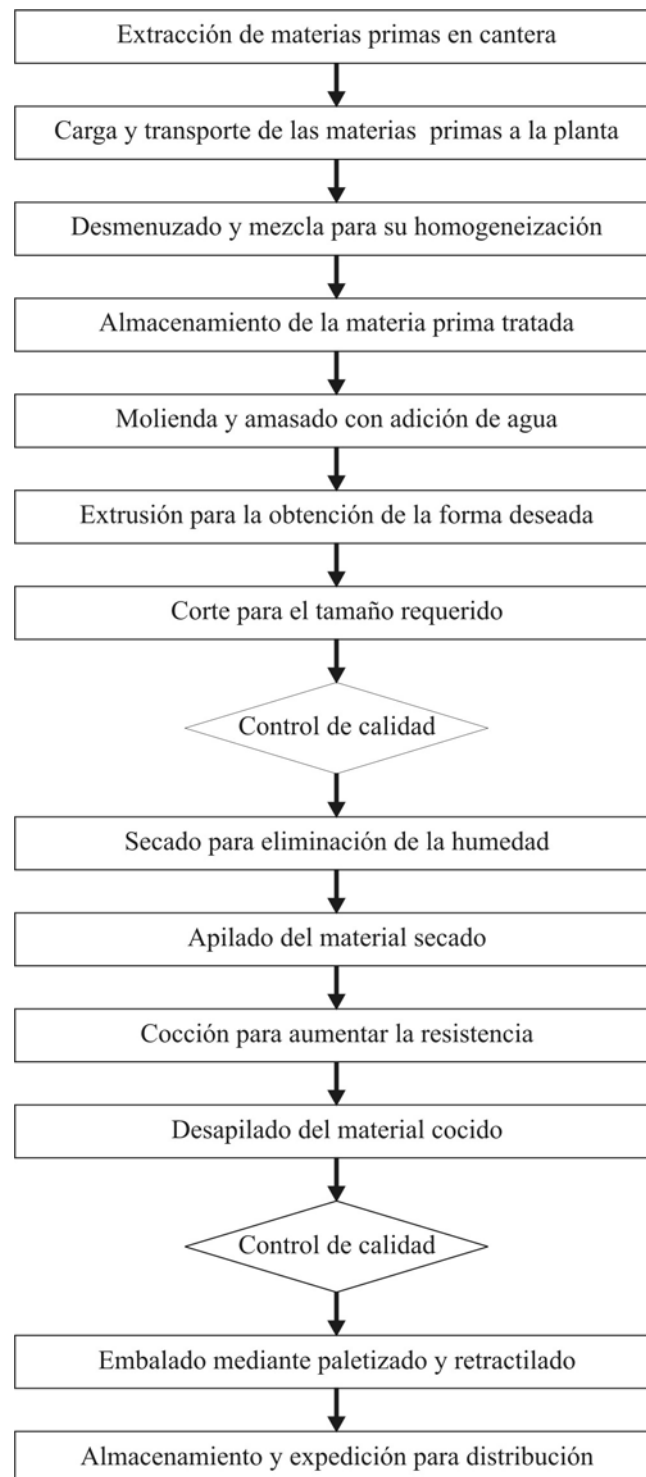 Extracción de materias primas en cantera
Carga y transporte de las materias primas a la planta
Desmenuzado y mezcla para su homogeneización
Almacenamiento de la materia prima tratada
Molienda y amasado con adición de agua
Extrusión para la obtención de la forma deseada
Corte para el tamaño requerido
Control de calidad
Secado para eliminación de la humedad
Apilado del material secado
Cocción para aumentar la resistencia
Desapilado del material cocido
Control de calidad
Embalado mediante paletizado y retractilado
Almacenamiento y expedición para distribución